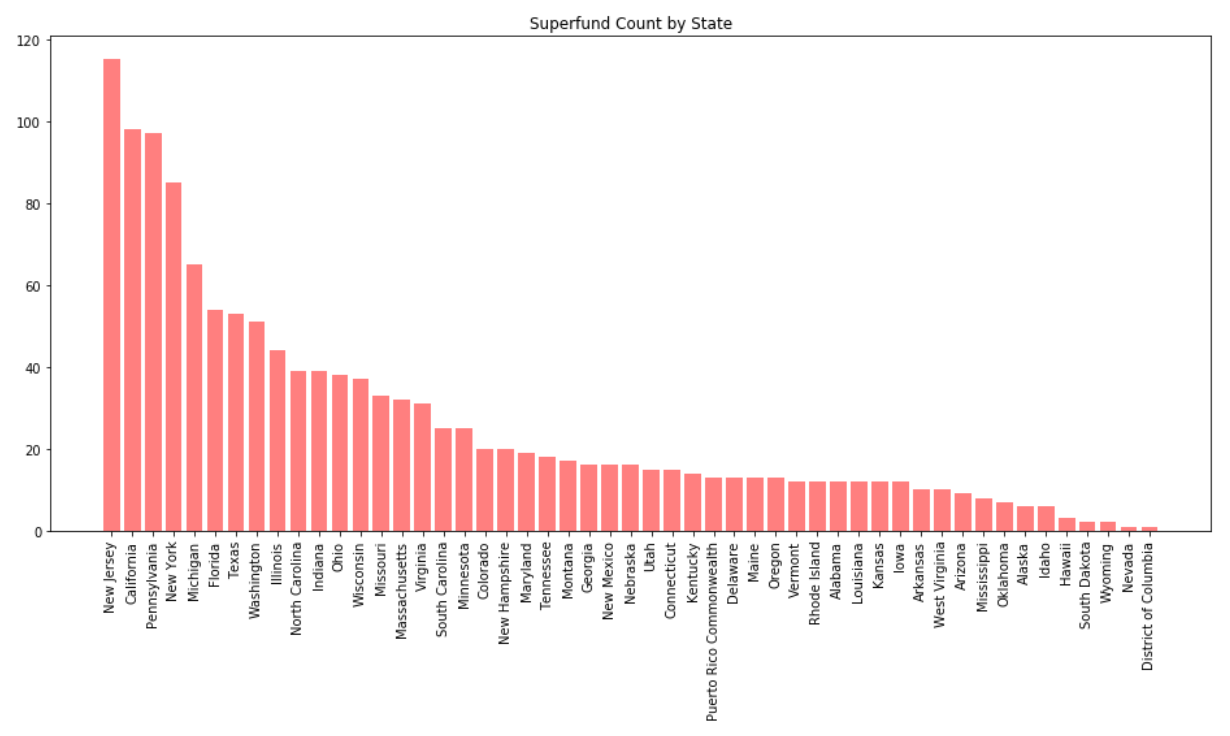 Superfund Count by State
120
100
80
60
40
20
0
New Jersey
California
Pennsylvania
New York
Michigan
Florida
Texas
Washington
Illinois
North Carolina
Indiana
Ohio
Wisconsin
Missouri
Massachusetts
Virginia
South Carolina
Minnesota
Colorado
New Hampshire
Maryland
Tennessee
Montana
Georgia
New Mexico
Nebraska
Utah
Connecticut
Kentucky
Puerto Rico Commonwealth
Delaware
Maine
Oregon
Vermont
Rhode Island
Alabama
Louisiana
Kansas
Iowa
Arkansas
West Virginia
Arizona
Mississippi
Oklahoma
Alaska
Idaho
Hawaii
South Dakota
Wyoming
Nevada
District of Columbia